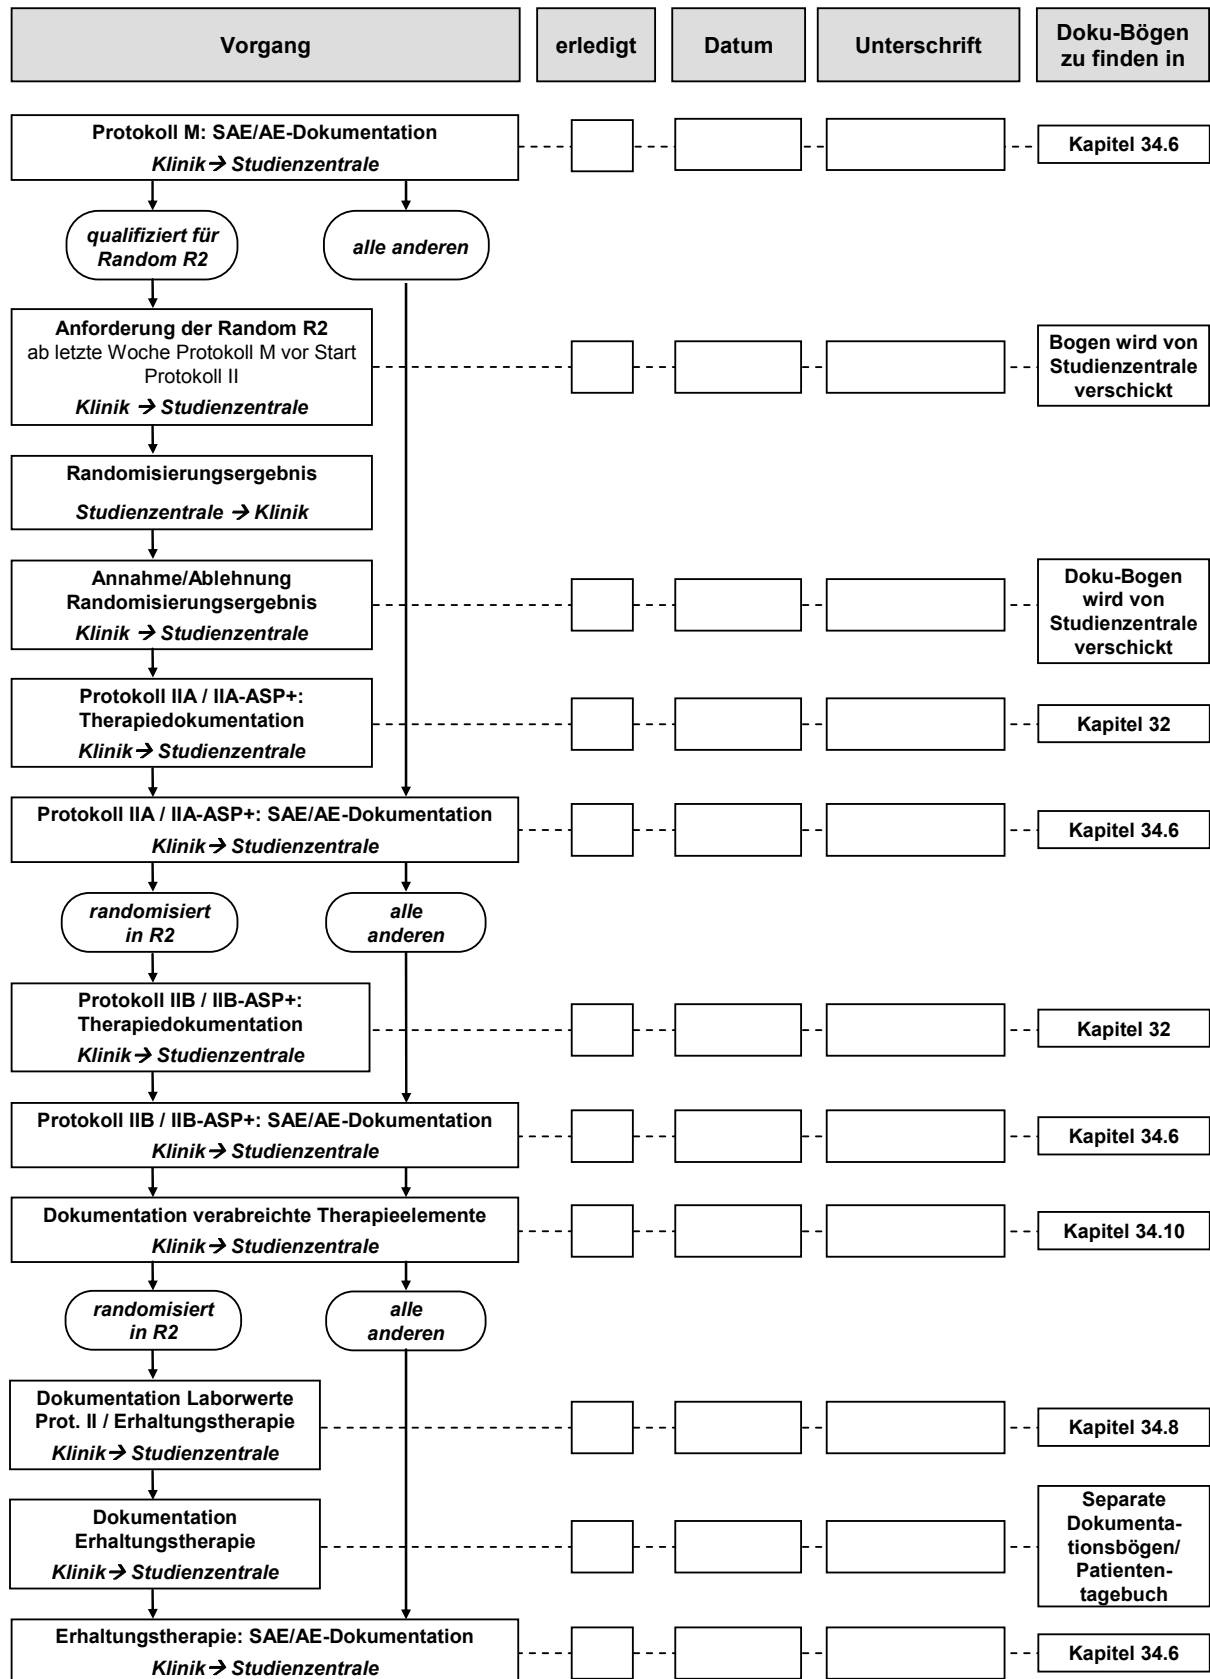 Vorgang
erledigt
Datum
Unterschrift
Doku-Bögen
zu finden in
Protokoll M: SAE/AE-Dokumentation
Klinik → Studienzentrale
Kapitel 34.6
qualifiziert für
Random R2
alle anderen
Anforderung der Random R2
ab letzte Woche Protokoll M vor Start
Protokoll II
Klinik → Studienzentrale
Bogen wird von
Studienzentrale
verschickt
Randomisierungsergebnis
Studienzentrale → Klinik
Annahme/Ablehnung
Randomisierungsergebnis
Klinik → Studienzentrale
Doku-Bogen
wird von
Studienzentrale
verschickt
Protokoll IIA / IIA-ASP+:
Therapiedokumentation
Klinik → Studienzentrale
Kapitel 32
Protokoll IIA / IIA-ASP+: SAE/AE-Dokumentation
Klinik → Studienzentrale
Kapitel 34.6
randomisiert
in R2
alle
anderen
Protokoll IIB / IIB-ASP+:
Therapiedokumentation
Klinik → Studienzentrale
Kapitel 32
Protokoll IIB / IIB-ASP+: SAE/AE-Dokumentation
Klinik → Studienzentrale
Kapitel 34.6
Dokumentation verabreichte Therapieelemente
Klinik → Studienzentrale
Kapitel 34.10
randomisiert
in R2
alle
anderen
Dokumentation Laborwerte
Prot. II / Erhaltungstherapie
Klinik → Studienzentrale
Kapitel 34.8
Dokumentation
Erhaltungstherapie
Klinik → Studienzentrale
Separate
Dokumenta-
tionsbögen/
Patienten-
tagebuch
Erhaltungstherapie: SAE/AE-Dokumentation
Klinik → Studienzentrale
Kapitel 34.6